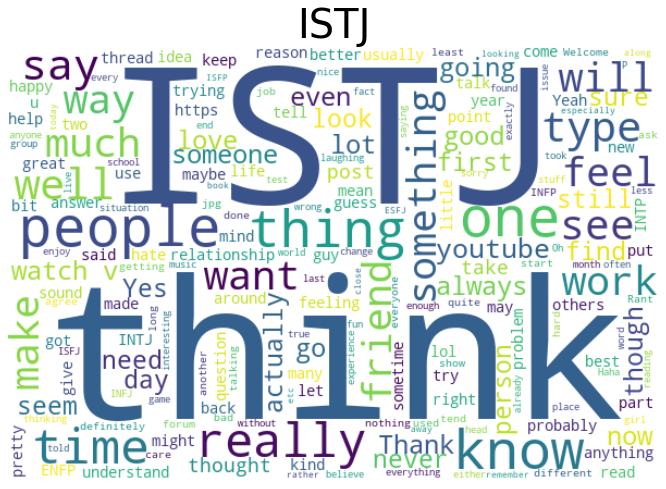 ISTJ
say thread idea keep reason better usually least looking come Welcome along
happy every ISFP trying nice job tell talk issue p
way ISTJ going will
u two https end even fact look found year Yeah sure
help today anyone group much someone love lot saying point exactly type new especially ask
great school maybe life test post good first took
well use live book laughing mean guess sorry little something INFP still stuff feel less
answer situation jpg wrong ESFJ one see INTP
bit people done thing youtube Oh find put
enjoy said hate relationship mind guy world change month often
watch v getting music want last close take start work
sound agree Yes made around feeling true enough everyone always quite may others Rant
make got ISFJ long INTJ interesting think actually go many fun experience friend lol hard though
need question another sometime show person problem best word Haha
give day game talking let etc try already reading
seem INFJ back bad without nothing used right tend place part girl
thinking definitely forum might really away head probably now
time told care thought kind Thank never know anything
pretty ENFP understand rather believe everything either remember different read